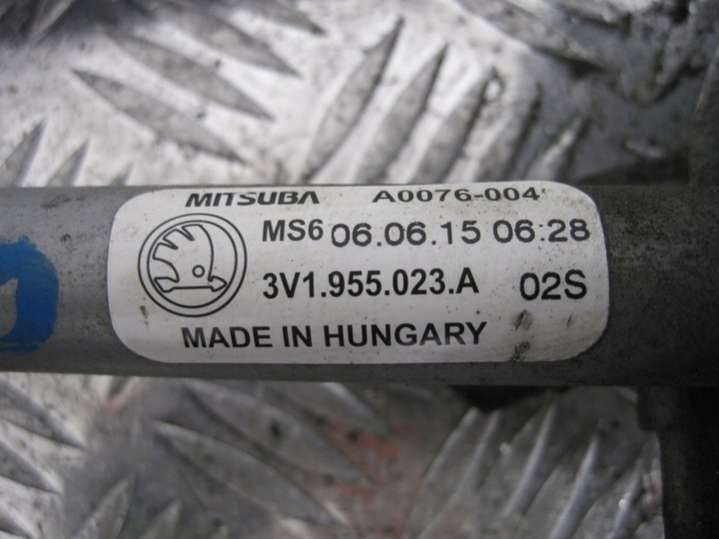 MITSUBA A0076-004
MS6 06.06.15 06:28
3V1.955.023.A 02S
MADE IN HUNGARY